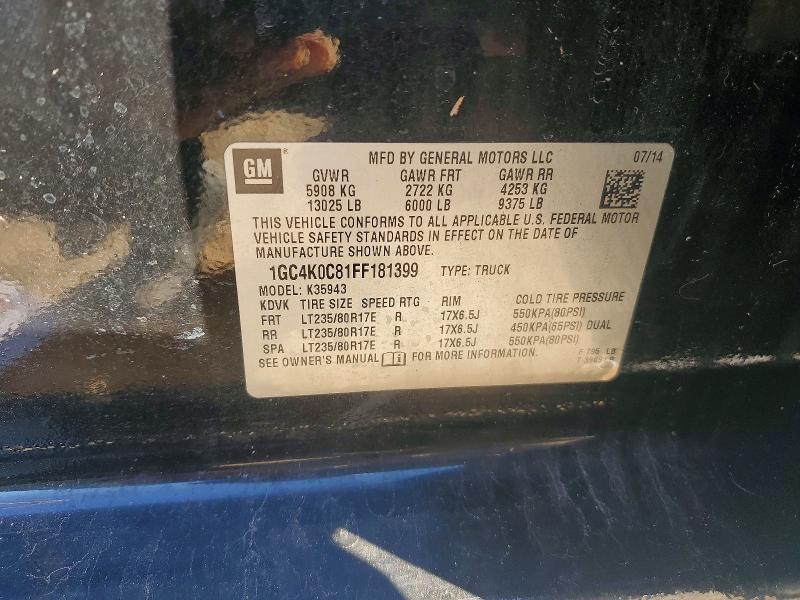 GM ® MFD BY GENERAL MOTORS LLC 07/14
GVWR GAWR FRT GAWR RR
5908 KG 2722 KG 4253 KG
13025 LB 6000 LB 9375 LB
THIS VEHICLE CONFORMS TO ALL APPLICABLE U.S. FEDERAL MOTOR
VEHICLE SAFETY STANDARDS IN EFFECT ON THE DATE OF
MANUFACTURE SHOWN ABOVE.
1GC4K0C81FF181399 TYPE: TRUCK
MODEL: K35943
KDVK TIRE SIZE SPEED RTG RIM COLD TIRE PRESSURE
FRT LT235/80R17E R 17X6.5J 550KPA(80PSI)
RR LT235/80R17E R 17X6.5J 450KPA(65PSI) DUAL
SPA LT235/80R17E R 17X6.5J 550KPA(80PSI)
SEE OWNER'S MANUAL FOR MORE INFORMATION.
F 795 LB